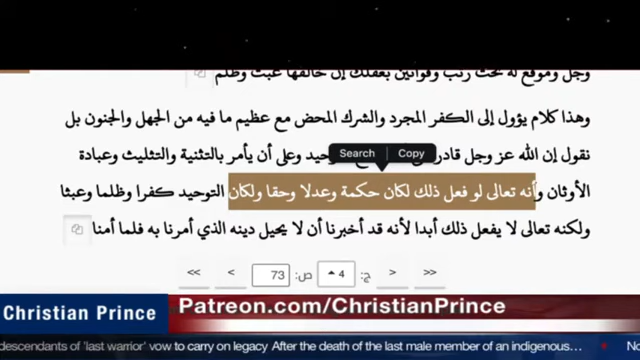 وجل وموقع له تحت رتب وقوانين بعقلك إن خالفها عبث وظلم
وهذا كلام يؤول إلى الكفر المجرد والشرك المحض مع عظيم ما فيه من الجهل والجنون بل
نقول إن الله عز وجل قادر وحيد وعلى أن يأمر بالتثنية والتثليث وعبادة
Search Copy
الأوثان وأنه تعالى لو فعل ذلك لكان حكمة وعدلا وحقا ولكان التوحيد كفرا وظلما وعبثا
ولكنه تعالى لا يفعل ذلك أبدا لأنه قد أخبرنا أن لا يحيل دينه الذي أمرنا به فلما أمنا
<< < 73 ص: 4 ج: > >>
Christian Prince
Patreon.com/ChristianPrince
descendants of 'last warrior' vow to carry on legacy After the death of the last male member of an indigenous... No